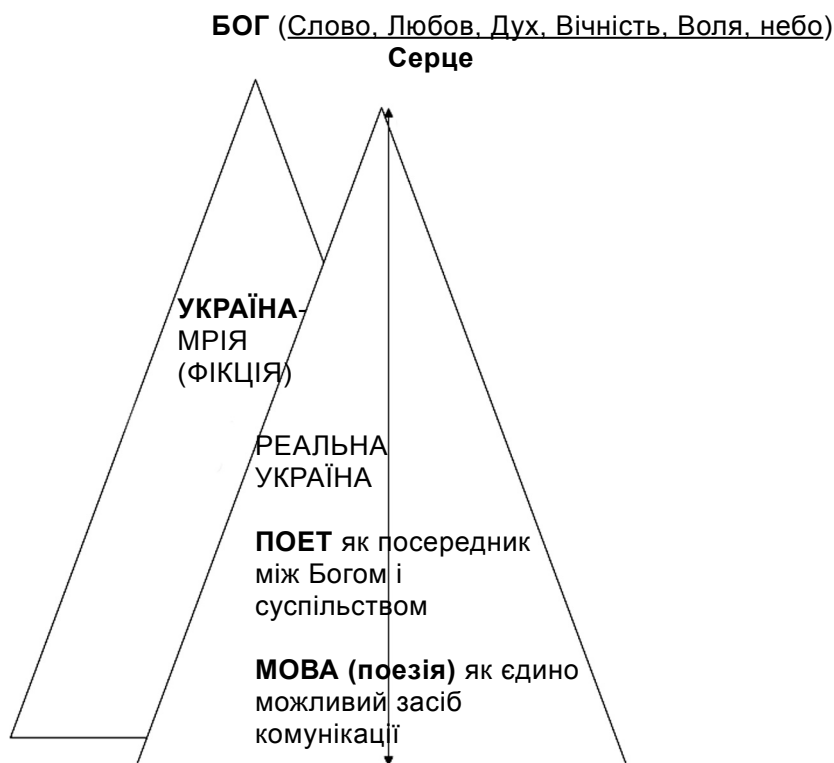 БОГ (Слово, Любов, Дух, Вічність, Воля, небо)
Серце
УКРАЇНА-
МРІЯ
(ФІКЦІЯ)
РЕАЛЬНА
УКРАЇНА
ПОЕТ як посередник
між Богом і
суспільством
МОВА (поезія) як єдино
можливий засіб
комунікації